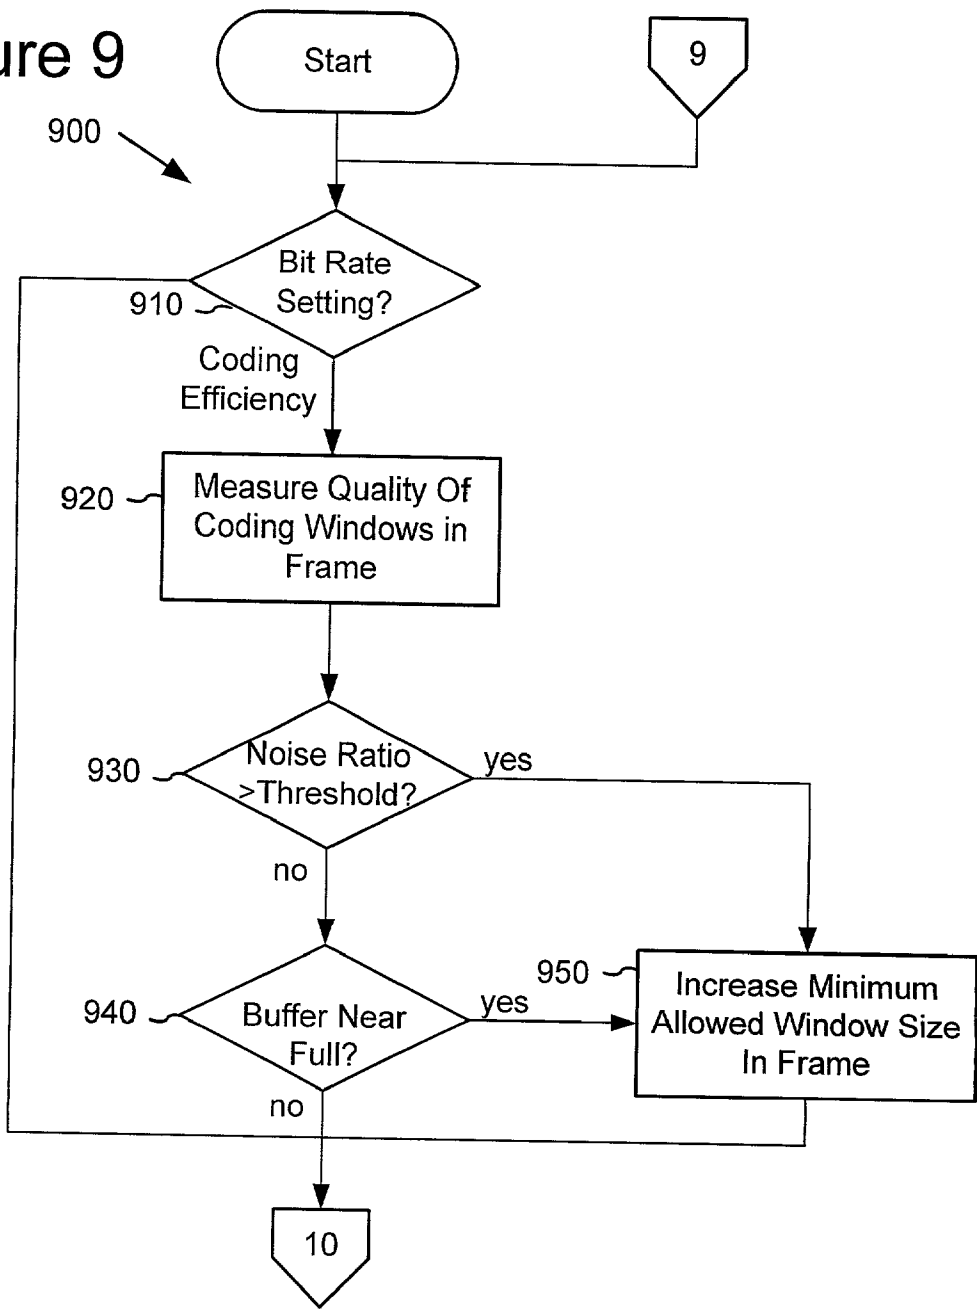 ure 9
Start
9
900
Bit Rate
Setting?
910
Coding
Efficiency
920
Measure Quality Of
Coding Windows in
Frame
930
Noise Ratio
>Threshold?
yes
no
940
Buffer Near
Full?
yes
950
Increase Minimum
Allowed Window Size
In Frame
no
10